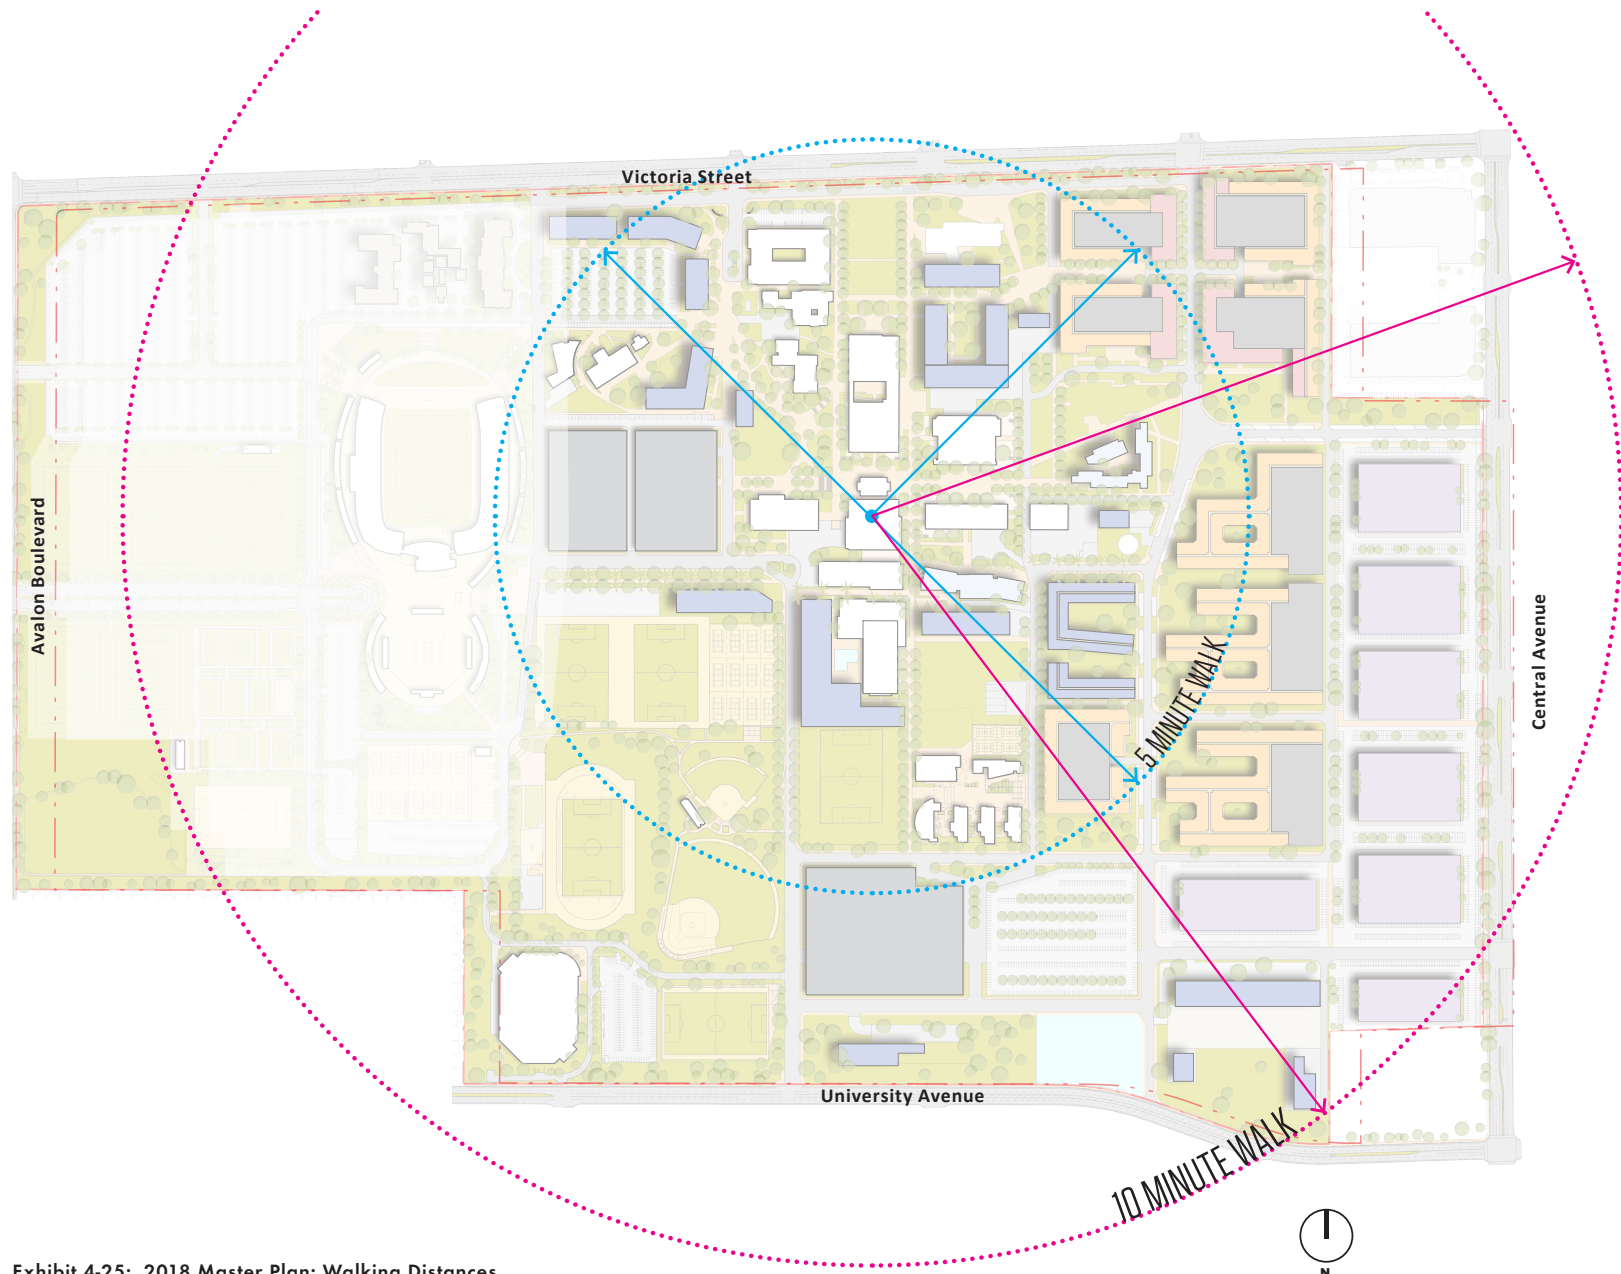 Victoria Street
Avalon Boulevard
Central Avenue
5 MINUTE WALK
University Avenue
10 MINUTE WALK
N
Exhibit 4-25: 2018 Master Plan: Walking Distances